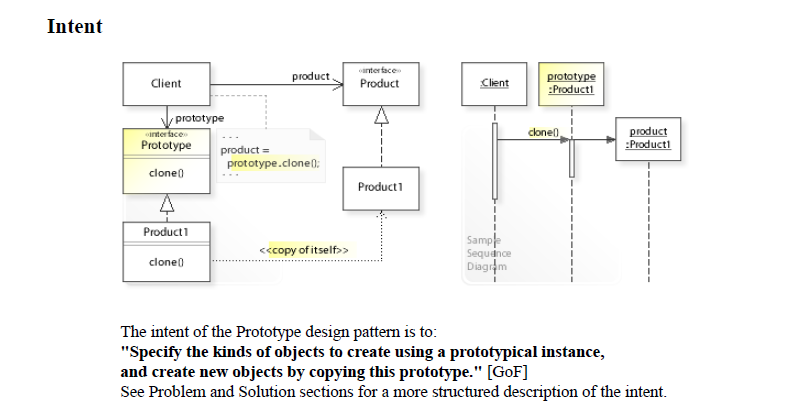 Intent
Client
product
«interface»
Product
prototype
«interface»
Prototype
clone()
. . .
product =
prototype.clone();
. . .
Product1
Product1
clone()
<<copy of itself>>
:Client
prototype
:Product1
clone()
product
:Product1
Sample
Sequence
Diagram
The intent of the Prototype design pattern is to:
"Specify the kinds of objects to create using a prototypical instance,
and create new objects by copying this prototype." [GoF]
See Problem and Solution sections for a more structured description of the intent.